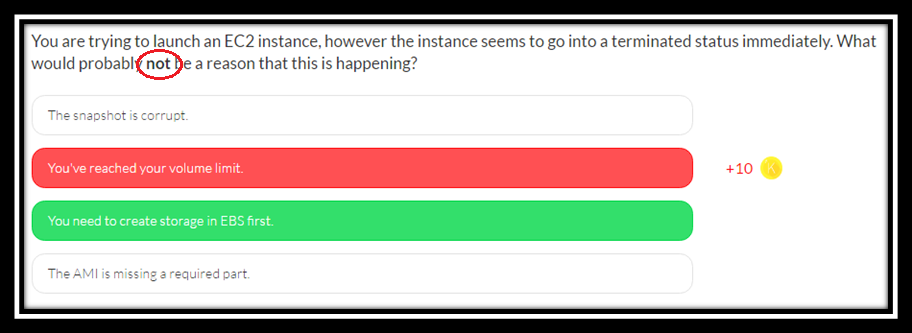 You are trying to launch an EC2 instance, however the instance seems to go into a terminated status immediately. What
would probably not be a reason that this is happening?
The snapshot is corrupt.
You've reached your volume limit.
+10 K
You need to create storage in EBS first.
The AMI is missing a required part.